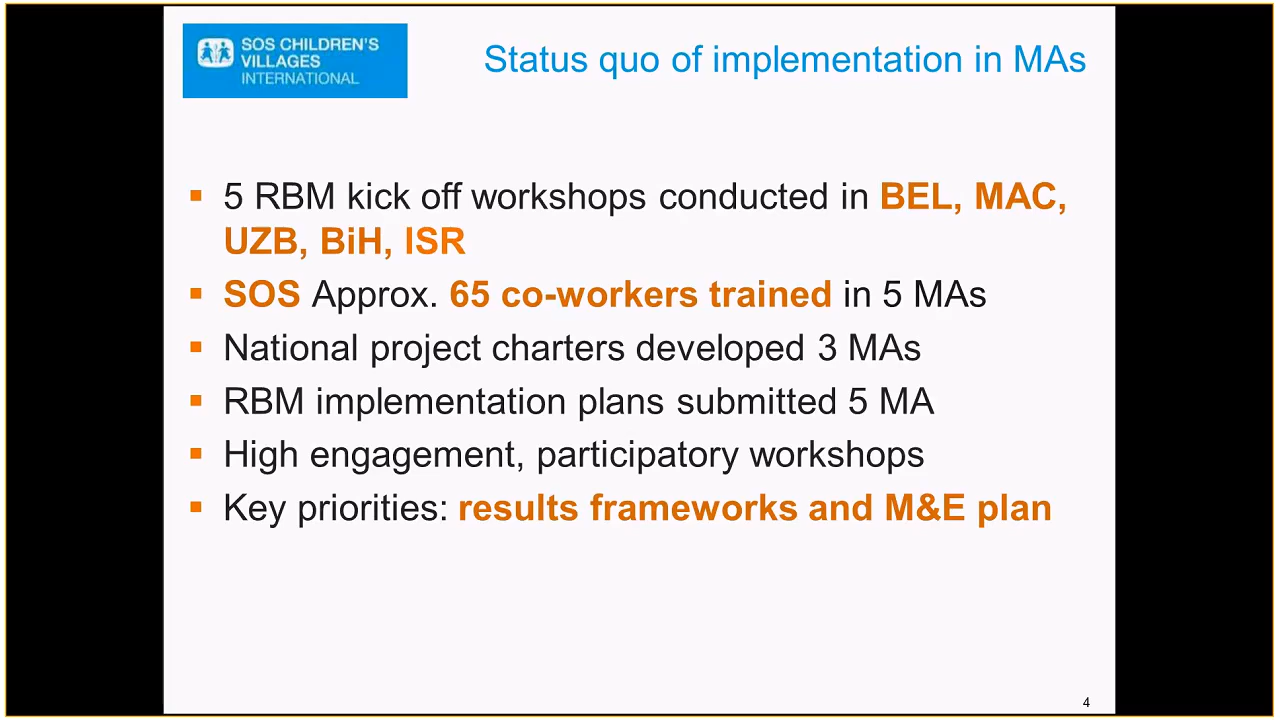 SOS CHILDREN'S
VILLAGES
INTERNATIONAL
Status quo of implementation in MAs
▪ 5 RBM kick off workshops conducted in BEL, MAC,
UZB, BiH, ISR
▪ SOS Approx. 65 co-workers trained in 5 MAs
▪ National project charters developed 3 MAs
▪ RBM implementation plans submitted 5 MA
▪ High engagement, participatory workshops
▪ Key priorities: results frameworks and M&E plan
4